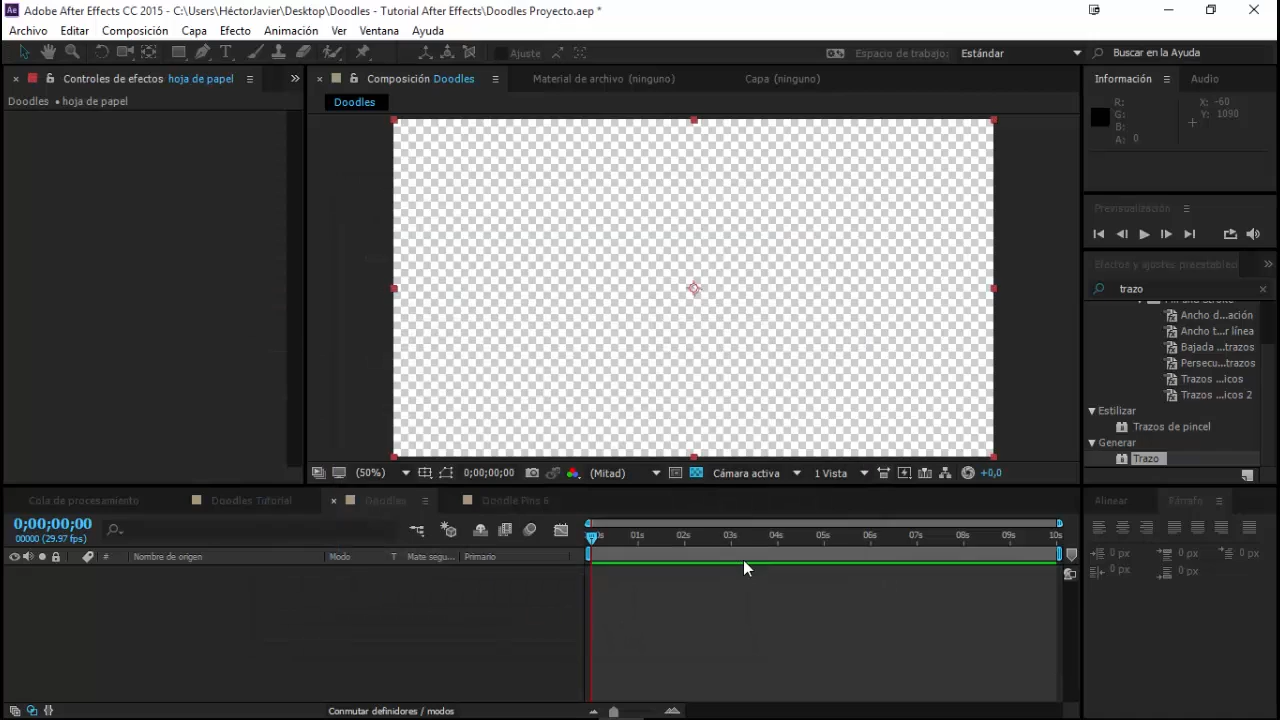 Adobe After Effects CC 2015 - C:\Users\HéctorJavier\Desktop\Doodles - Tutorial After Effects\Doodles Proyecto.aep *
Archivo Editar Composición Capa Efecto Animación Ver Ventana Ayuda
Ajuste Espacio de trabajo: Estándar Buscar en la Ayuda
Controles de efectos hoja de papel
Composición Doodles Material de archivo (ninguno) Capa (ninguno)
Información Audio
Doodles • hoja de papel
Doodles
R: X: -60
G: Y: 1090
B:
A: 0
Previsualización
Efectos y ajustes preestablecidos
trazo
Ancho d...ación
Ancho t...r línea
Bajada ...trazos
Persecu...trazos
Trazos ...icos
Trazos ...icos 2
Estilizar
Trazos de pincel
Generar
Trazo
(50%) 0;00;00;00 (Mitad) Cámara activa 1 Vista +0,0
Cola de procesamiento Doodles Tutorial Doodles Doodle Pins 6
Alinear Párrafo
0;00;00;00
00000 (29.97 fps)
01s 02s 03s 04s 05s 06s 07s 08s 09s 10s
# Nombre de origen Modo T Mate segu... Primario
0 px 0 px 0 px
0 px 0 px
Conmutar definidores / modos